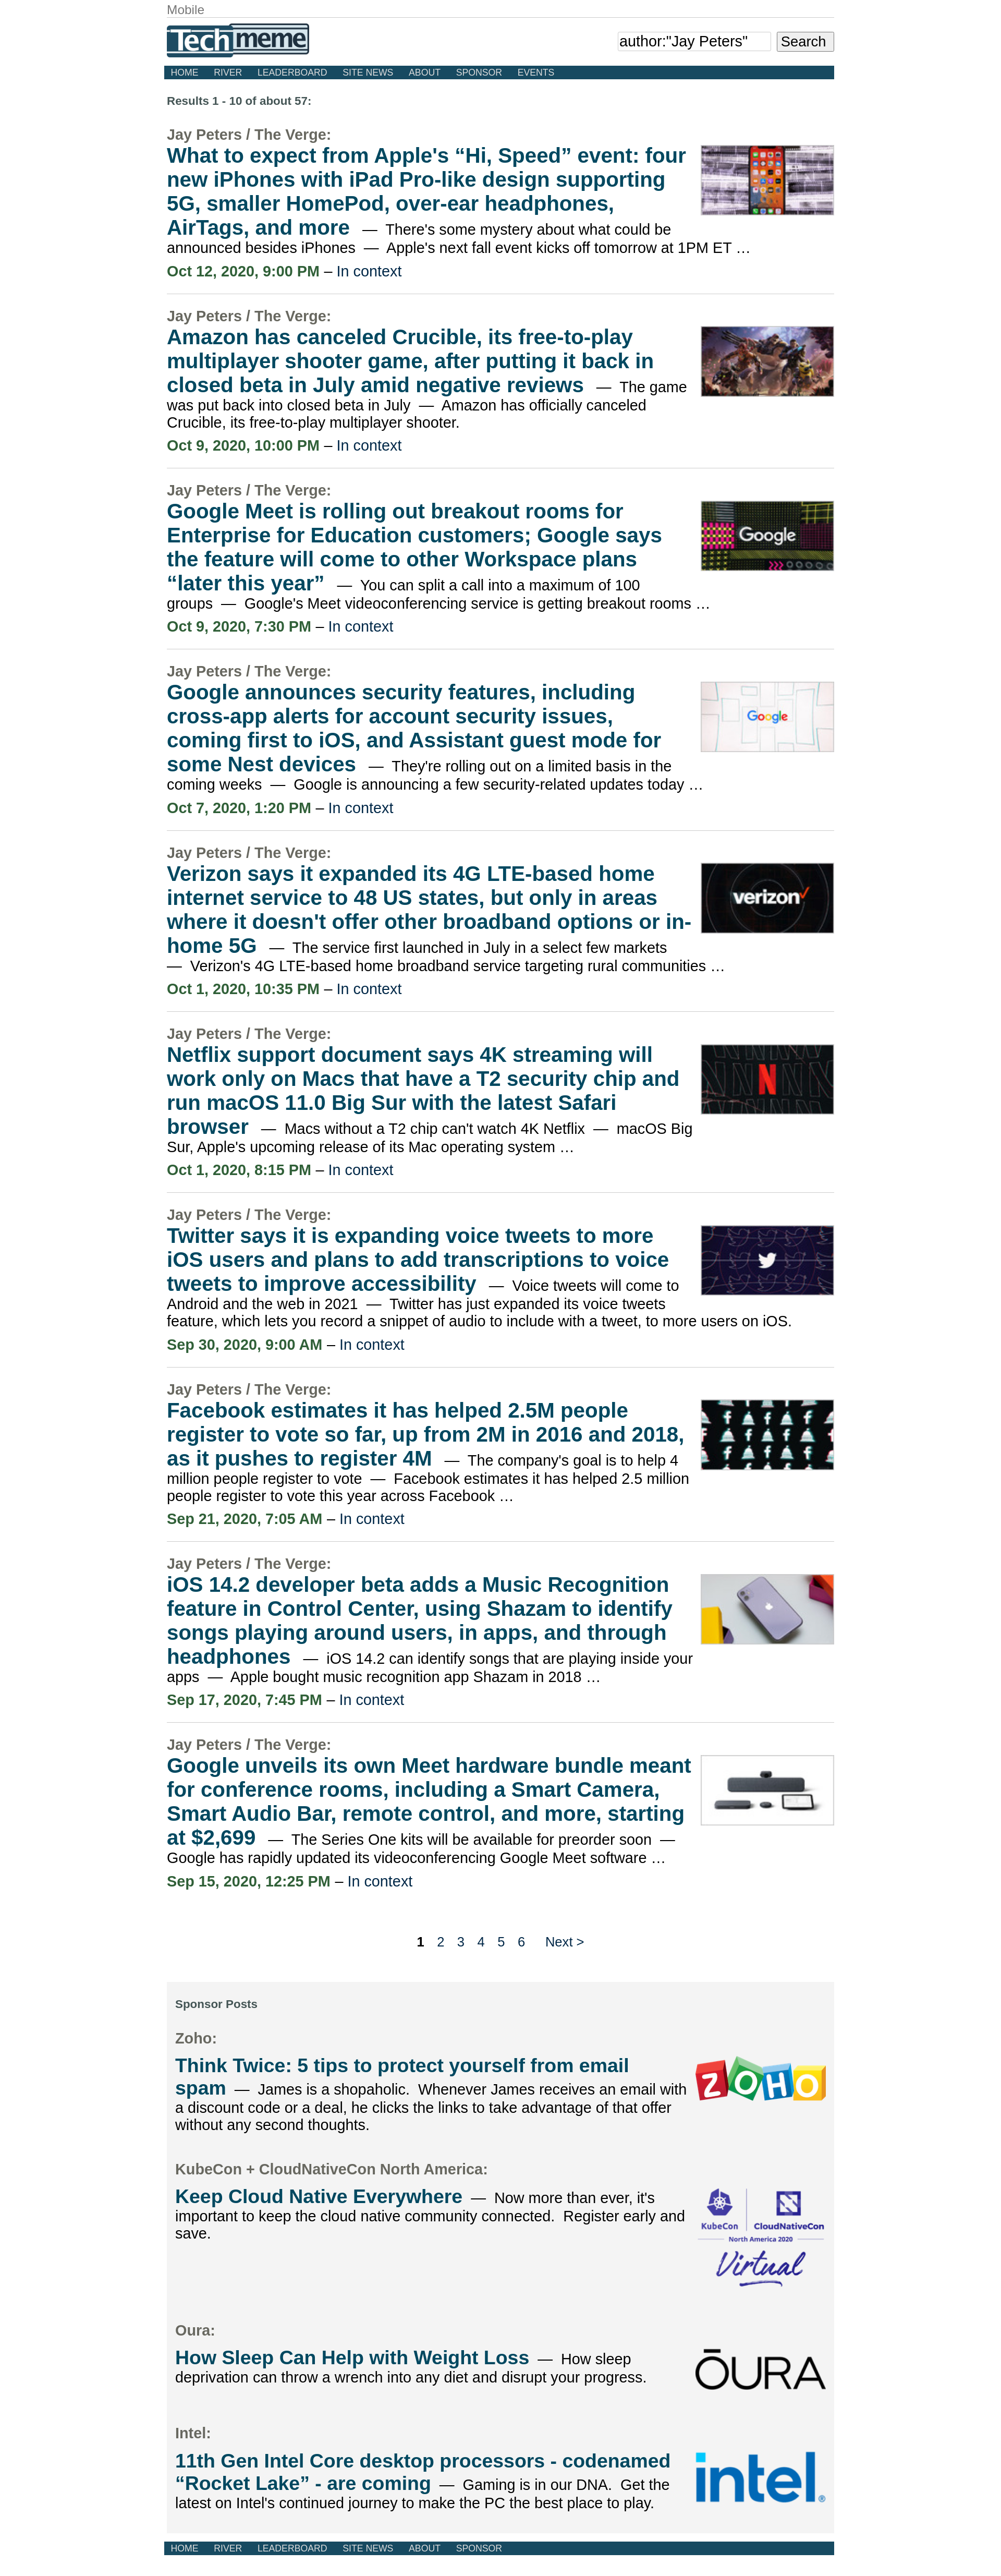 Mobile
Techmeme
author:"Jay Peters"
Search
HOME RIVER LEADERBOARD SITE NEWS ABOUT SPONSOR EVENTS
Results 1 - 10 of about 57:
Jay Peters / The Verge:
What to expect from Apple's “Hi, Speed” event: four
new iPhones with iPad Pro-like design supporting
5G, smaller HomePod, over-ear headphones,
AirTags, and more — There's some mystery about what could be
announced besides iPhones — Apple's next fall event kicks off tomorrow at 1PM ET …
Oct 12, 2020, 9:00 PM – In context
Jay Peters / The Verge:
Amazon has canceled Crucible, its free-to-play
multiplayer shooter game, after putting it back in
closed beta in July amid negative reviews — The game
was put back into closed beta in July — Amazon has officially canceled
Crucible, its free-to-play multiplayer shooter.
Oct 9, 2020, 10:00 PM – In context
Jay Peters / The Verge:
Google Meet is rolling out breakout rooms for
Enterprise for Education customers; Google says
the feature will come to other Workspace plans
“later this year” — You can split a call into a maximum of 100
groups — Google's Meet videoconferencing service is getting breakout rooms …
Google
Oct 9, 2020, 7:30 PM – In context
Jay Peters / The Verge:
Google announces security features, including
cross-app alerts for account security issues,
coming first to iOS, and Assistant guest mode for
some Nest devices — They're rolling out on a limited basis in the
coming weeks — Google is announcing a few security-related updates today …
Google
Oct 7, 2020, 1:20 PM – In context
Jay Peters / The Verge:
Verizon says it expanded its 4G LTE-based home
internet service to 48 US states, but only in areas
where it doesn't offer other broadband options or in-
home 5G — The service first launched in July in a select few markets
— Verizon's 4G LTE-based home broadband service targeting rural communities …
verizon
Oct 1, 2020, 10:35 PM – In context
Jay Peters / The Verge:
Netflix support document says 4K streaming will
work only on Macs that have a T2 security chip and
run macOS 11.0 Big Sur with the latest Safari
browser — Macs without a T2 chip can't watch 4K Netflix — macOS Big
Sur, Apple's upcoming release of its Mac operating system …
N
Oct 1, 2020, 8:15 PM – In context
Jay Peters / The Verge:
Twitter says it is expanding voice tweets to more
iOS users and plans to add transcriptions to voice
tweets to improve accessibility — Voice tweets will come to
Android and the web in 2021 — Twitter has just expanded its voice tweets
feature, which lets you record a snippet of audio to include with a tweet, to more users on iOS.
Sep 30, 2020, 9:00 AM – In context
Jay Peters / The Verge:
Facebook estimates it has helped 2.5M people
register to vote so far, up from 2M in 2016 and 2018,
as it pushes to register 4M — The company's goal is to help 4
million people register to vote — Facebook estimates it has helped 2.5 million
people register to vote this year across Facebook …
Sep 21, 2020, 7:05 AM – In context
Jay Peters / The Verge:
iOS 14.2 developer beta adds a Music Recognition
feature in Control Center, using Shazam to identify
songs playing around users, in apps, and through
headphones — iOS 14.2 can identify songs that are playing inside your
apps — Apple bought music recognition app Shazam in 2018 …
Sep 17, 2020, 7:45 PM – In context
Jay Peters / The Verge:
Google unveils its own Meet hardware bundle meant
for conference rooms, including a Smart Camera,
Smart Audio Bar, remote control, and more, starting
at $2,699 — The Series One kits will be available for preorder soon —
Google has rapidly updated its videoconferencing Google Meet software …
Sep 15, 2020, 12:25 PM – In context
1 2 3 4 5 6 Next >
Sponsor Posts
Zoho:
Think Twice: 5 tips to protect yourself from email
spam — James is a shopaholic. Whenever James receives an email with
a discount code or a deal, he clicks the links to take advantage of that offer
without any second thoughts.
ZOHO
KubeCon + CloudNativeCon North America:
Keep Cloud Native Everywhere — Now more than ever, it's
important to keep the cloud native community connected. Register early and
save.
KubeCon CloudNativeCon
North America 2020
Virtual
Oura:
How Sleep Can Help with Weight Loss — How sleep
deprivation can throw a wrench into any diet and disrupt your progress.
ŌURA
Intel:
11th Gen Intel Core desktop processors - codenamed
“Rocket Lake” - are coming — Gaming is in our DNA. Get the
latest on Intel's continued journey to make the PC the best place to play.
intel®
HOME RIVER LEADERBOARD SITE NEWS ABOUT SPONSOR